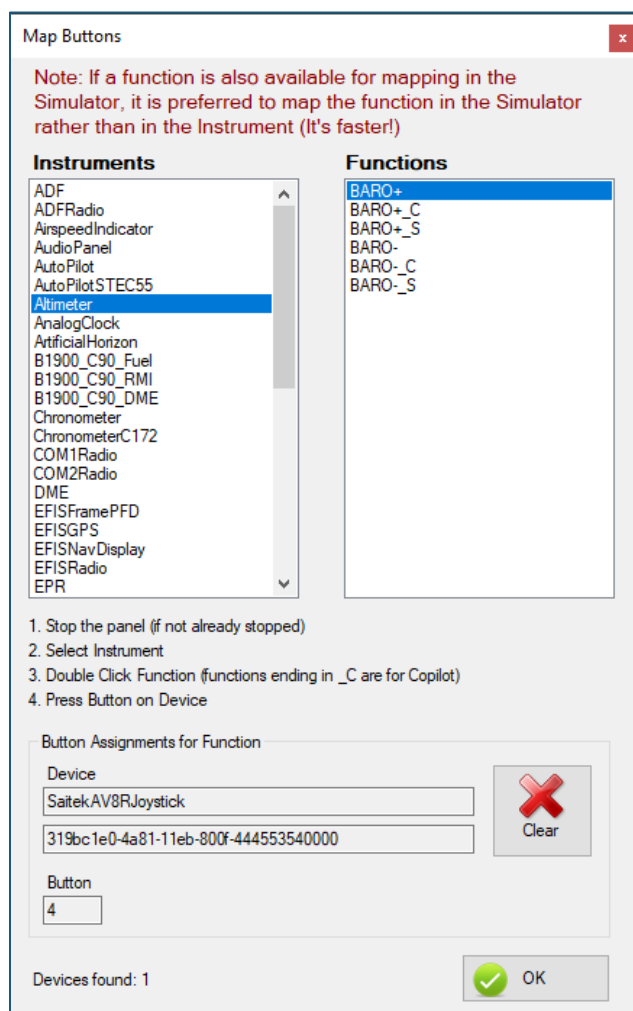 Map Buttons
x
Note: If a function is also available for mapping in the
Simulator, it is preferred to map the function in the Simulator
rather than in the Instrument (It's faster!)
Instruments
ADF
ADFRadio
AirspeedIndicator
AudioPanel
AutoPilot
AutoPilotSTEC55
Altimeter
AnalogClock
ArtificialHorizon
B1900_C90_Fuel
B1900_C90_RMI
B1900_C90_DME
Chronometer
ChronometerC172
COM1Radio
COM2Radio
DME
EFISFramePFD
EFISGPS
EFISNavDisplay
EFISRadio
EPR
Functions
BARO+
BARO+_C
BARO+_S
BARO-
BARO-_C
BARO-_S
1. Stop the panel (if not already stopped)
2. Select Instrument
3. Double Click Function (functions ending in _C are for Copilot)
4. Press Button on Device
Button Assignments for Function
Device
SaitekAV8RJoystick
319bc1e0-4a81-11eb-800f-444553540000
Clear
Button
4
Devices found: 1
OK